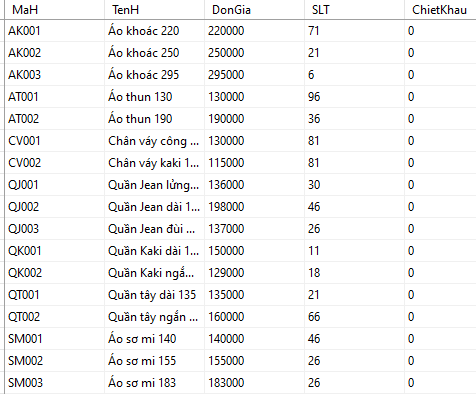 MaH TenH DonGia SLT ChietKhau
AK001 Áo khoác 220 220000 71 0
AK002 Áo khoác 250 250000 21 0
AK003 Áo khoác 295 295000 6 0
AT001 Áo thun 130 130000 96 0
AT002 Áo thun 190 190000 36 0
CV001 Chân váy công ... 130000 81 0
CV002 Chân váy kaki 1... 115000 81 0
QJ001 Quần Jean lửng... 136000 30 0
QJ002 Quần Jean dài 1... 198000 46 0
QJ003 Quần Jean đùi ... 137000 26 0
QK001 Quần Kaki dài 1... 150000 11 0
QK002 Quần Kaki ngắ... 129000 18 0
QT001 Quần tây dài 135 135000 21 0
QT002 Quần tây ngắn ... 160000 66 0
SM001 Áo sơ mi 140 140000 46 0
SM002 Áo sơ mi 155 155000 26 0
SM003 Áo sơ mi 183 183000 26 0